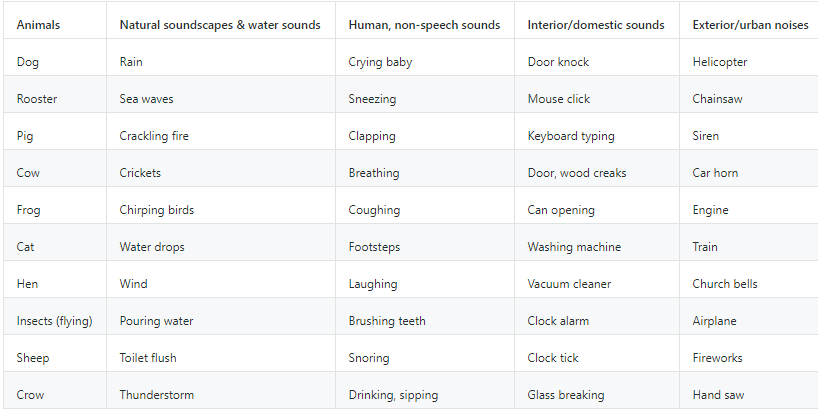 Animals Natural soundscapes & water sounds Human, non-speech sounds Interior/domestic sounds Exterior/urban noises
Dog Rain Crying baby Door knock Helicopter
Rooster Sea waves Sneezing Mouse click Chainsaw
Pig Crackling fire Clapping Keyboard typing Siren
Cow Crickets Breathing Door, wood creaks Car horn
Frog Chirping birds Coughing Can opening Engine
Cat Water drops Footsteps Washing machine Train
Hen Wind Laughing Vacuum cleaner Church bells
Insects (flying) Pouring water Brushing teeth Clock alarm Airplane
Sheep Toilet flush Snoring Clock tick Fireworks
Crow Thunderstorm Drinking, sipping Glass breaking Hand saw